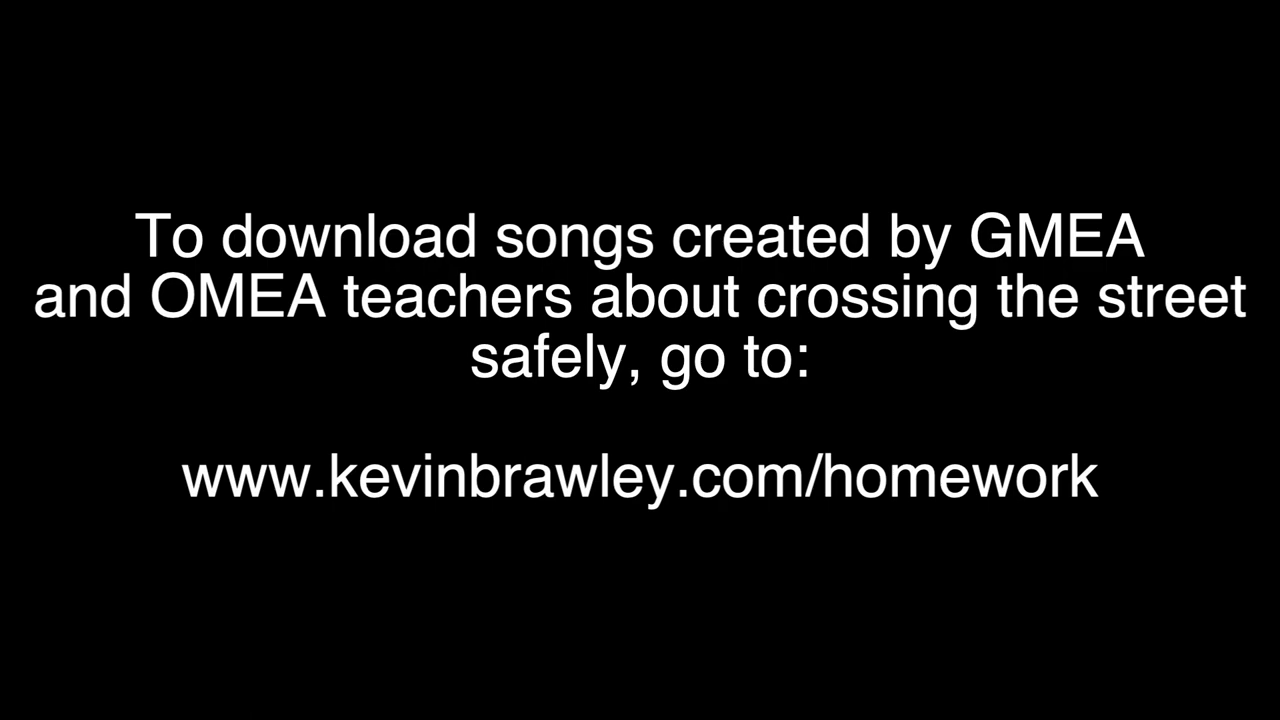 To download songs created by GMEA
and OMEA teachers about crossing the street
safely, go to:
www.kevinbrawley.com/homework